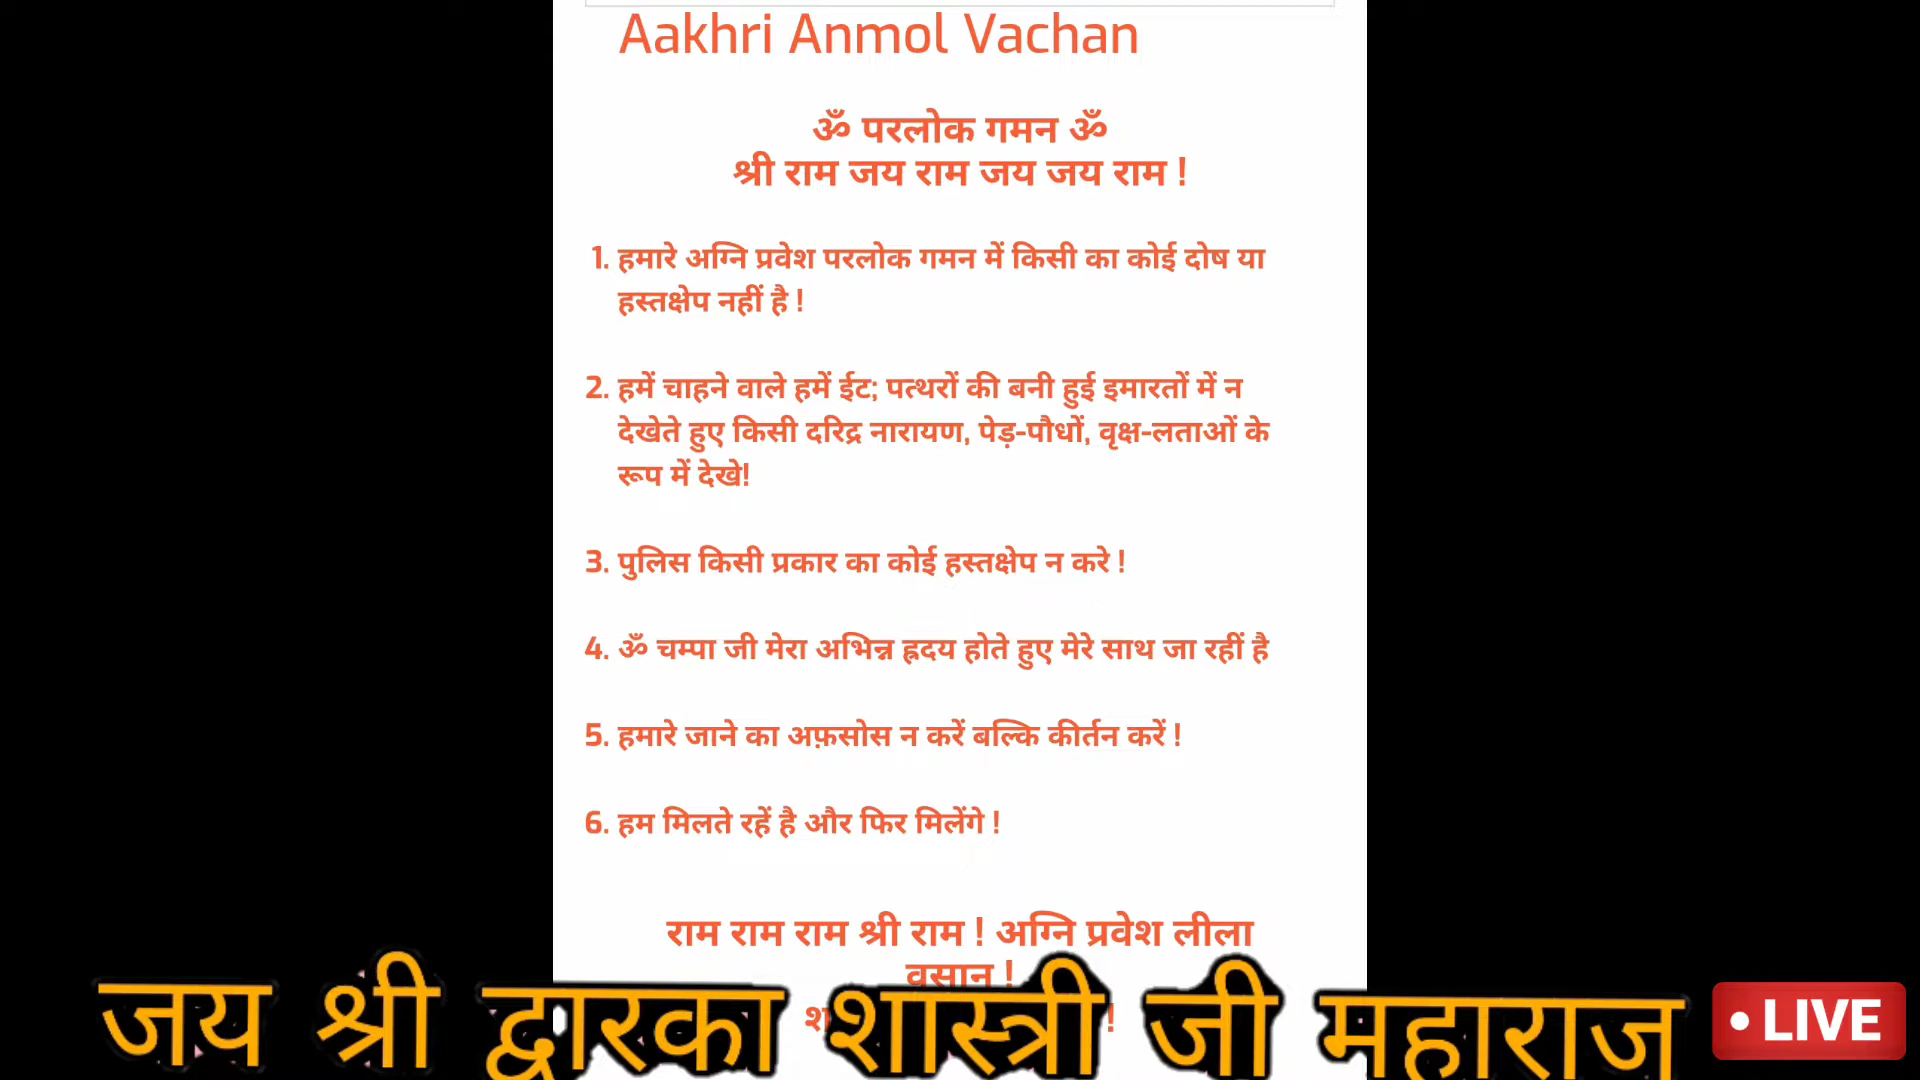 Aakhri Anmol Vachan
ॐ परलोक गमन ॐ
श्री राम जय राम जय जय राम !
1. हमारे अग्नि प्रवेश परलोक गमन में किसी का कोई दोष या
हस्तक्षेप नहीं है !
2. हमें चाहने वाले हमें ईट; पत्थरों की बनी हुई इमारतों में न
देखेते हुए किसी दरिद्र नारायण, पेड़-पौधों, वृक्ष-लताओं के
रूप में देखे!
3. पुलिस किसी प्रकार का कोई हस्तक्षेप न करे !
4. ॐ चम्पा जी मेरा अभिन्न ह्रदय होते हुए मेरे साथ जा रहीं है
5. हमारे जाने का अफ़सोस न करें बल्कि कीर्तन करें !
6. हम मिलते रहें है और फिर मिलेंगे !
राम राम राम श्री राम ! अग्नि प्रवेश लीला
वसान !
जय श्री द्वारका शास्त्री जी महाराज
LIVE